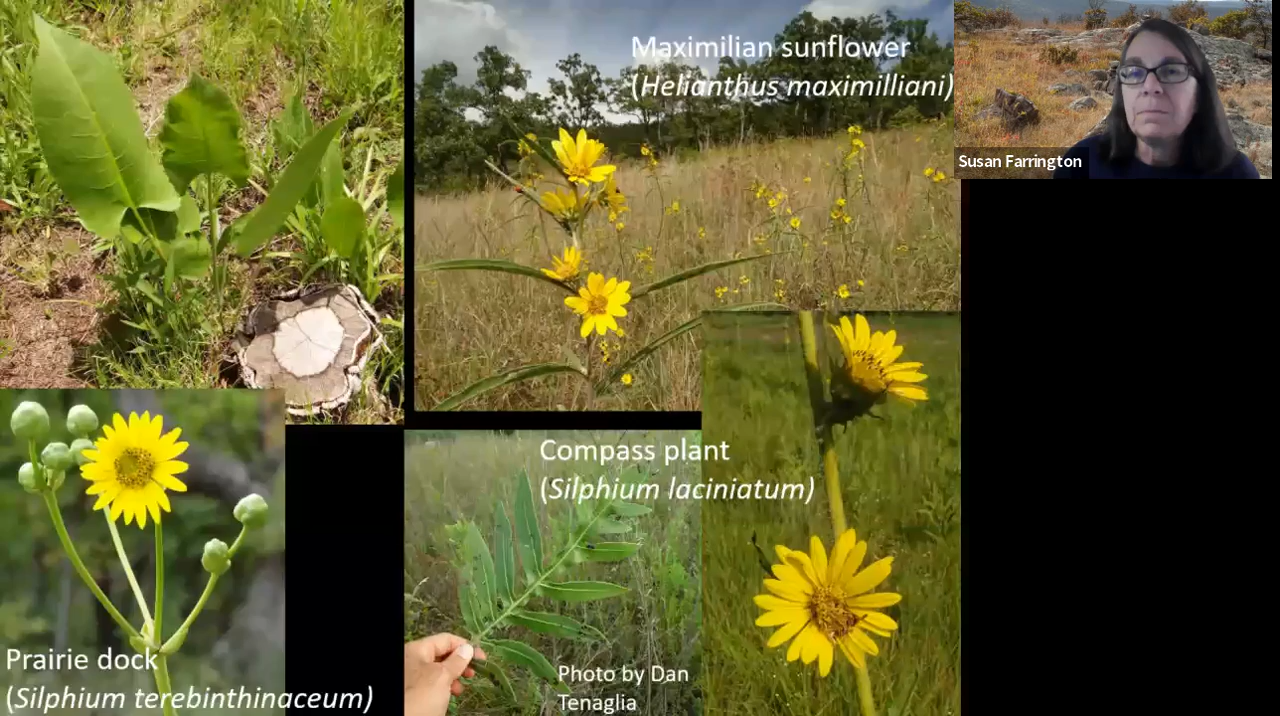 Maximilian sunflower
(Helianthus maximilliani)
Susan Farrington
Compass plant
(Silphium laciniatum)
Prairie dock
(Silphium terebinthinaceum)
Photo by Dan
Tenaglia